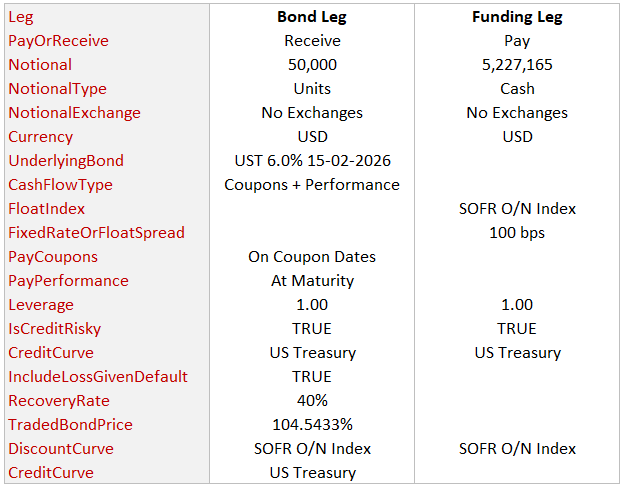 Leg Bond Leg Funding Leg
PayOrReceive Receive Pay
Notional 50,000 5,227,165
NotionalType Units Cash
NotionalExchange No Exchanges No Exchanges
Currency USD USD
UnderlyingBond UST 6.0% 15-02-2026
CashFlowType Coupons + Performance
FloatIndex SOFR O/N Index
FixedRateOrFloatSpread 100 bps
PayCoupons On Coupon Dates
PayPerformance At Maturity
Leverage 1.00 1.00
IsCreditRisky TRUE TRUE
CreditCurve US Treasury US Treasury
IncludeLossGivenDefault TRUE
RecoveryRate 40%
TradedBondPrice 104.5433%
DiscountCurve SOFR O/N Index SOFR O/N Index
CreditCurve US Treasury